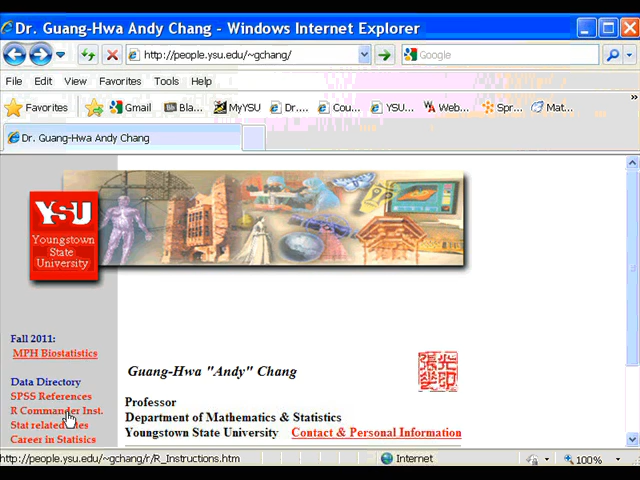 Dr. Guang-Hwa Andy Chang - Windows Internet Explorer
http://people.ysu.edu/~gchang/
Google
File Edit View Favorites Tools Help
Favorites Gmail Bla... MyYSU Dr.... Cou... YSU... Web... Spr... Mat...
Dr. Guang-Hwa Andy Chang
YSU
Youngstown
State
University
Fall 2011:
MPH Biostatistics
Data Directory
SPSS References
R Commander Inst.
Stat related
Career in Statisics
Guang-Hwa "Andy" Chang
Professor
Department of Mathematics & Statistics
Youngstown State University Contact & Personal Information
http://people.ysu.edu/~gchang/r/R_Instructions.htm
Internet
100%